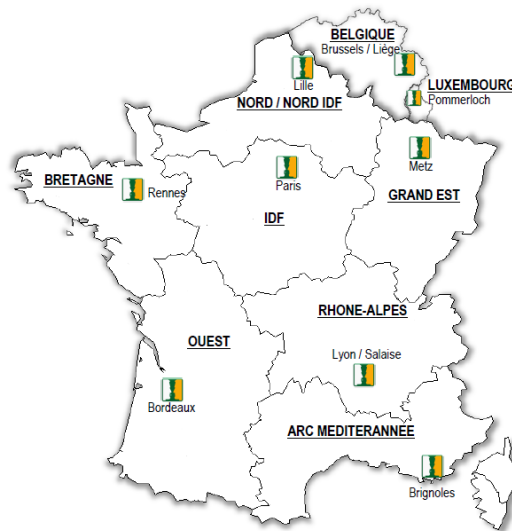 BELGIQUE
Brussels / Liège
Lille
LUXEMBOURG
Pommerloch
NORD / NORD IDF
Metz
BRETAGNE
Rennes
Paris
GRAND EST
IDF
RHONE-ALPES
OUEST
Lyon / Salaise
Bordeaux
ARC MEDITERANNEE
Brignoles